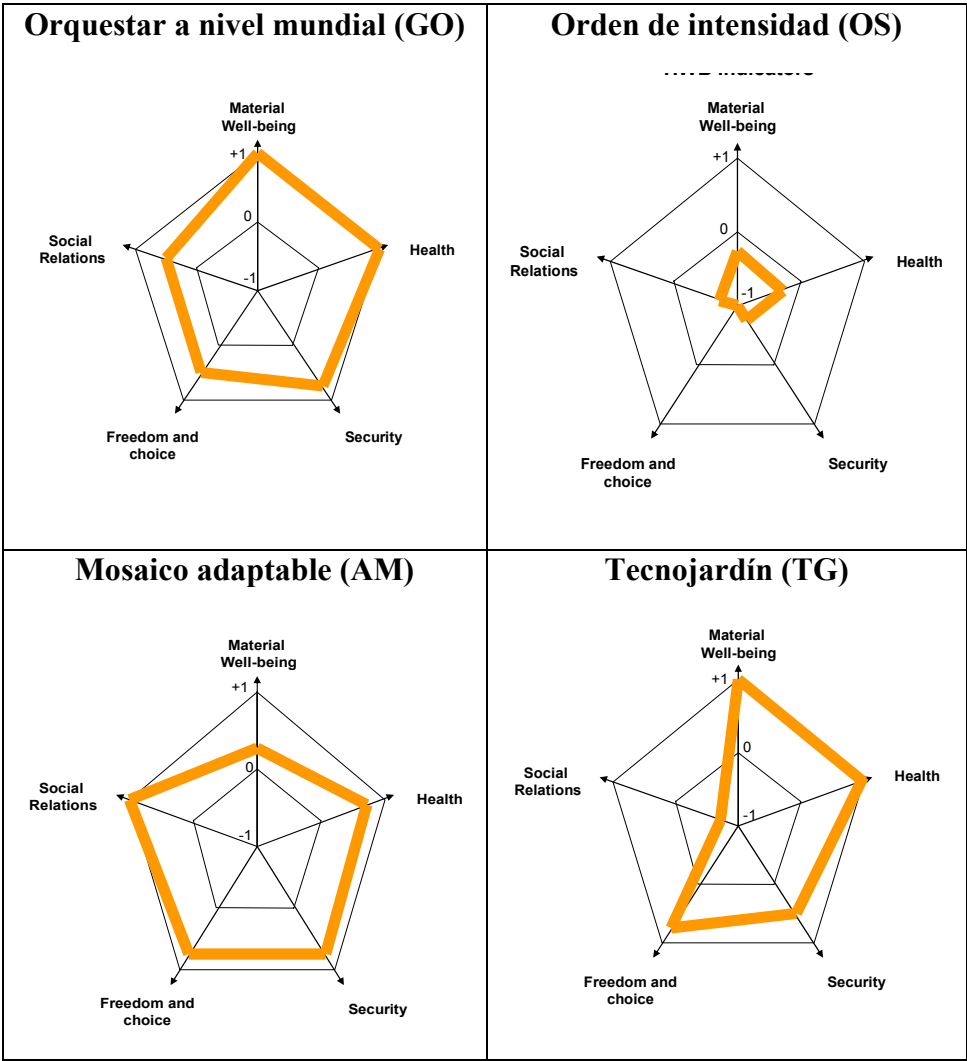 Orquestar a nivel mundial (GO)
Material
Well-being
+1
0
-1
Social
Relations
Health
Freedom and
choice
Security
Orden de intensidad (OS)
Material
Well-being
+1
0
-1
Social
Relations
Health
Freedom and
choice
Security
Mosaico adaptable (AM)
Material
Well-being
+1
0
-1
Social
Relations
Health
Freedom and
choice
Security
Tecnojardín (TG)
Material
Well-being
+1
0
-1
Social
Relations
Health
Freedom and
choice
Security